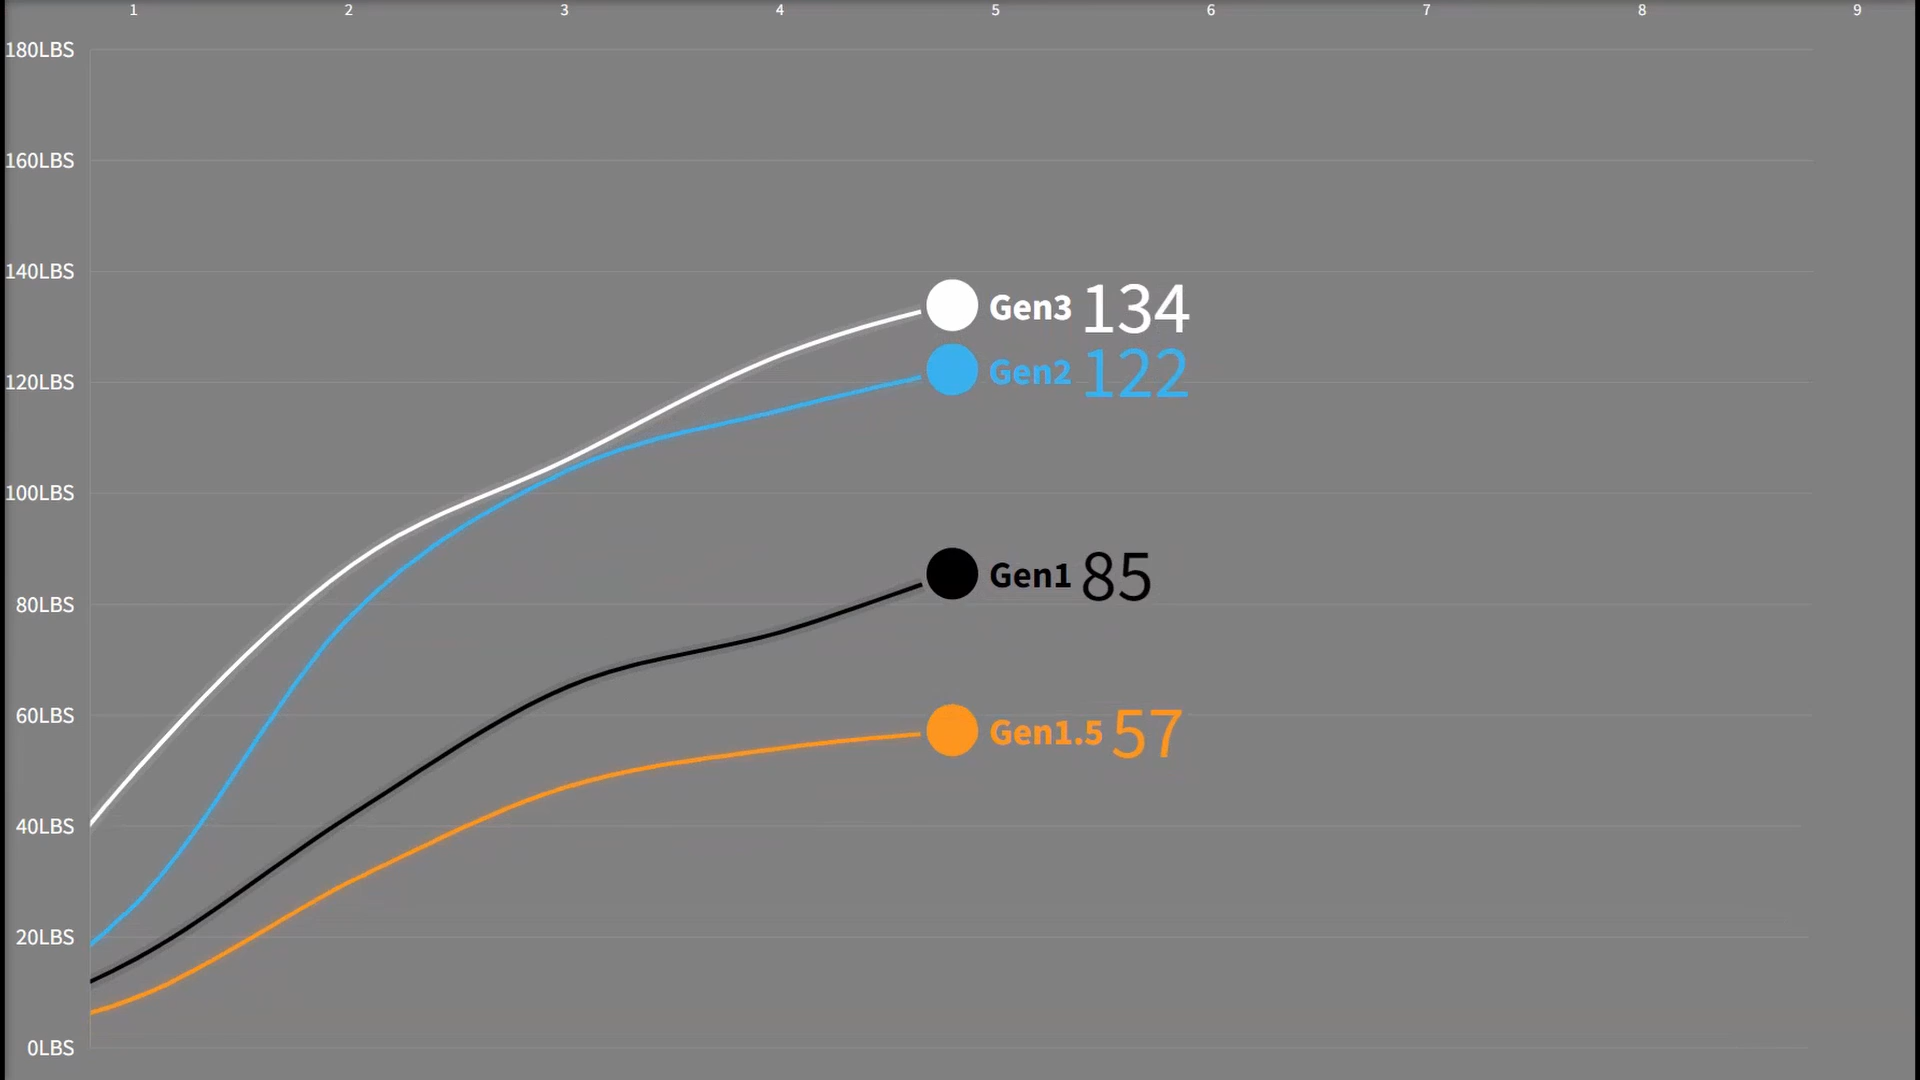 1 2 3 4 5 6 7 8 9
180LBS
160LBS
140LBS
Gen3 134
Gen2 122
120LBS
100LBS
Gen1 85
80LBS
60LBS
Gen1.5 57
40LBS
20LBS
0LBS